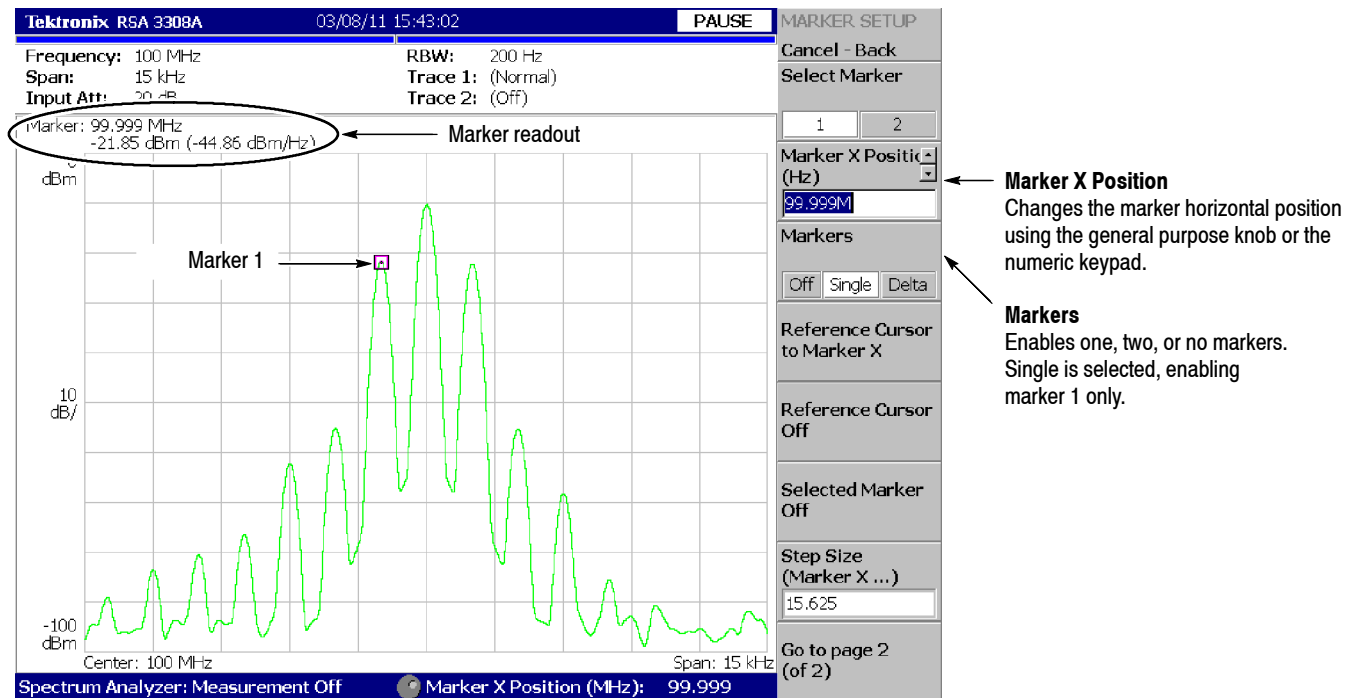 Tektronix RSA 3308A 03/08/11 15:43:02 PAUSE
Frequency: 100 MHz
Span: 15 kHz
Input Att: 20 dB
RBW: 200 Hz
Trace 1: (Normal)
Trace 2: (Off)
Marker: 99.999 MHz
-21.85 dBm (-44.86 dBm/Hz)
Marker readout
dBm
Marker 1
10
dB/
-100
dBm
Center: 100 MHz
Span: 15 kHz
Spectrum Analyzer: Measurement Off
Marker X Position (MHz): 99.999
MARKER SETUP
Cancel - Back
Select Marker
1 2
Marker X Positic
(Hz)
99.999M
Markers
Off Single Delta
Reference Cursor
to Marker X
Reference Cursor
Off
Selected Marker
Off
Step Size
(Marker X ...)
15.625
Go to page 2
(of 2)
Marker X Position
Changes the marker horizontal position
using the general purpose knob or the
numeric keypad.
Markers
Enables one, two, or no markers.
Single is selected, enabling
marker 1 only.